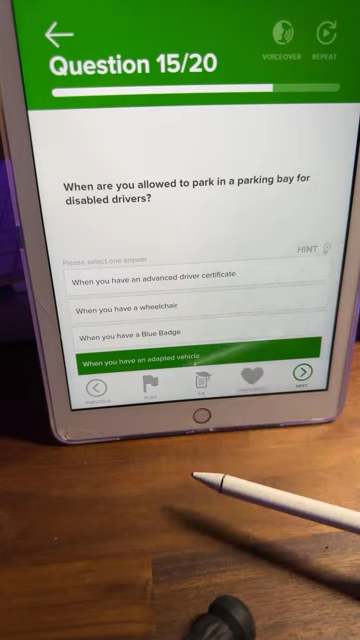 VOICEOVER
REPEAT
Question 15/20
When are you allowed to park in a parking bay for
disabled drivers?
HINT
Please select one answer
When you have an advanced driver certificate
When you have a wheelchair
When you have a Blue Badge
When you have an adapted vehicle
PREVIOUS
FLAG
NEXT